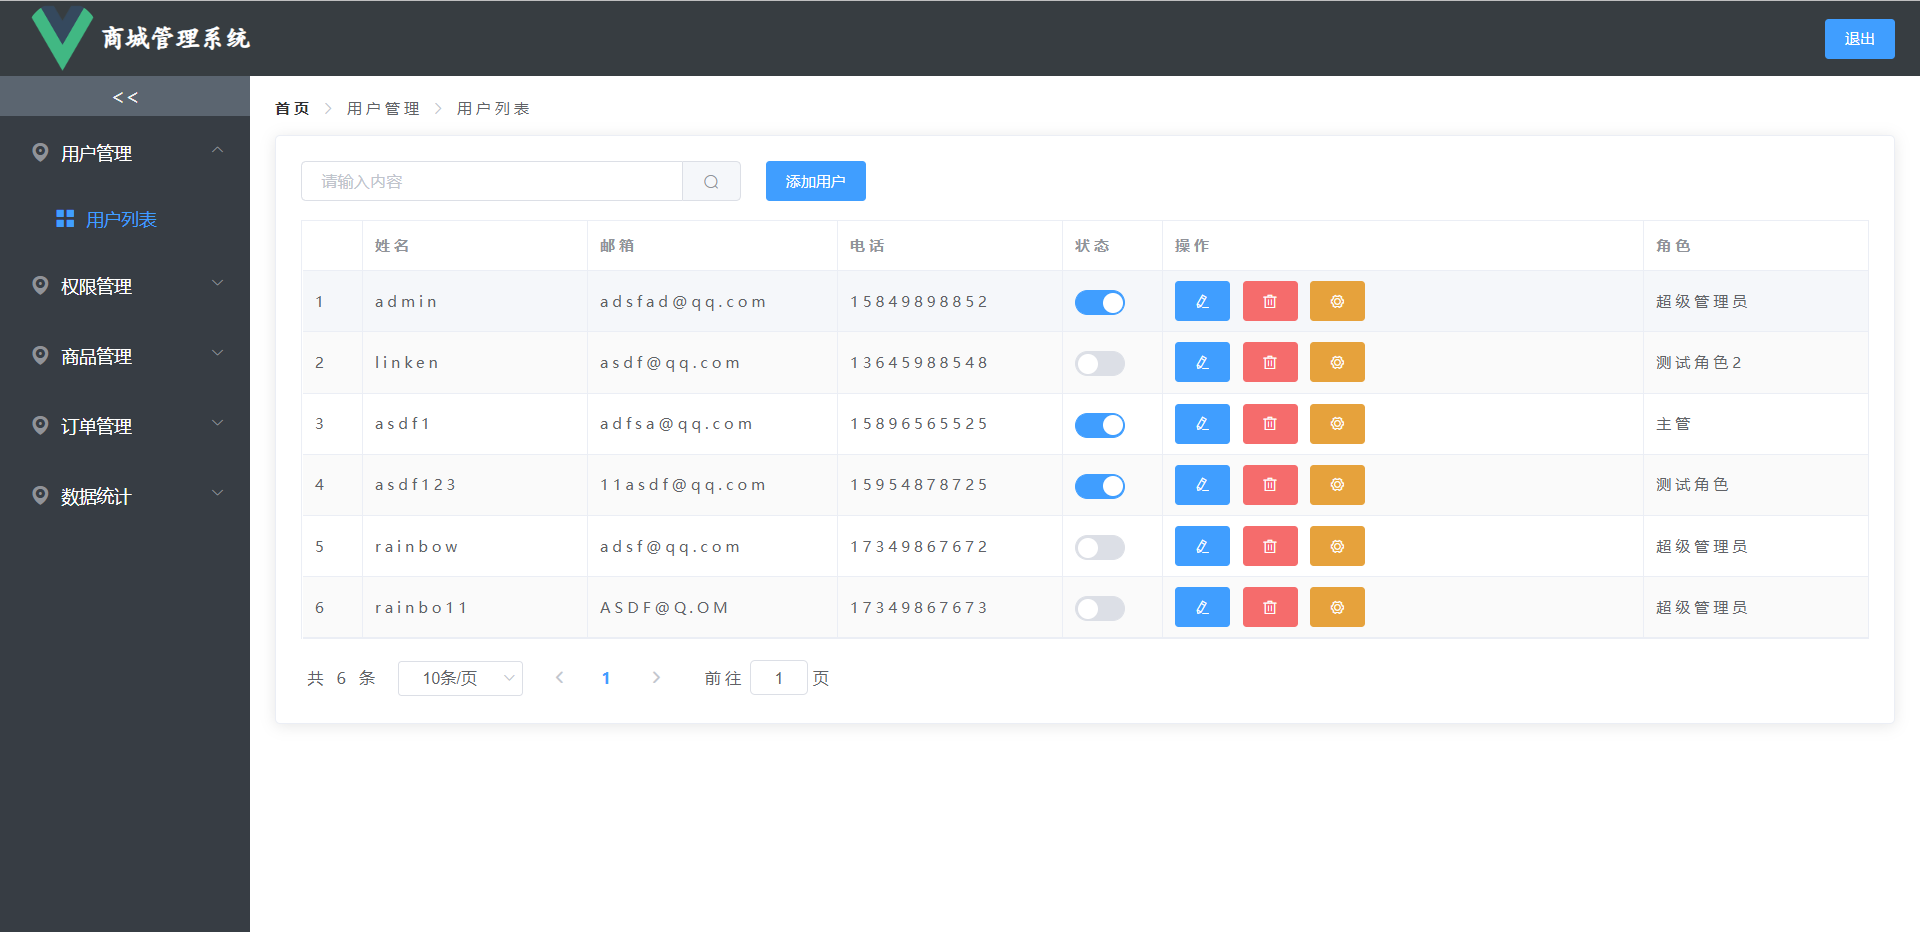 商城管理系统
退出
<<
首页 > 用户管理 > 用户列表
用户管理
用户列表
权限管理
商品管理
订单管理
数据统计
请输入内容
添加用户
姓名 邮箱 电话 状态 操作 角色
1 admin adsfad@qq.com 15849898852 超级管理员
2 linken asdf@qq.com 13645988548 测试角色2
3 asdf1 adfsa@qq.com 15896565525 主管
4 asdf123 11asdf@qq.com 15954878725 测试角色
5 rainbow adsf@qq.com 17349867672 超级管理员
6 rainbo11 ASDF@Q.OM 17349867673 超级管理员
共 6 条 10条/页 < 1 > 前往 1 页